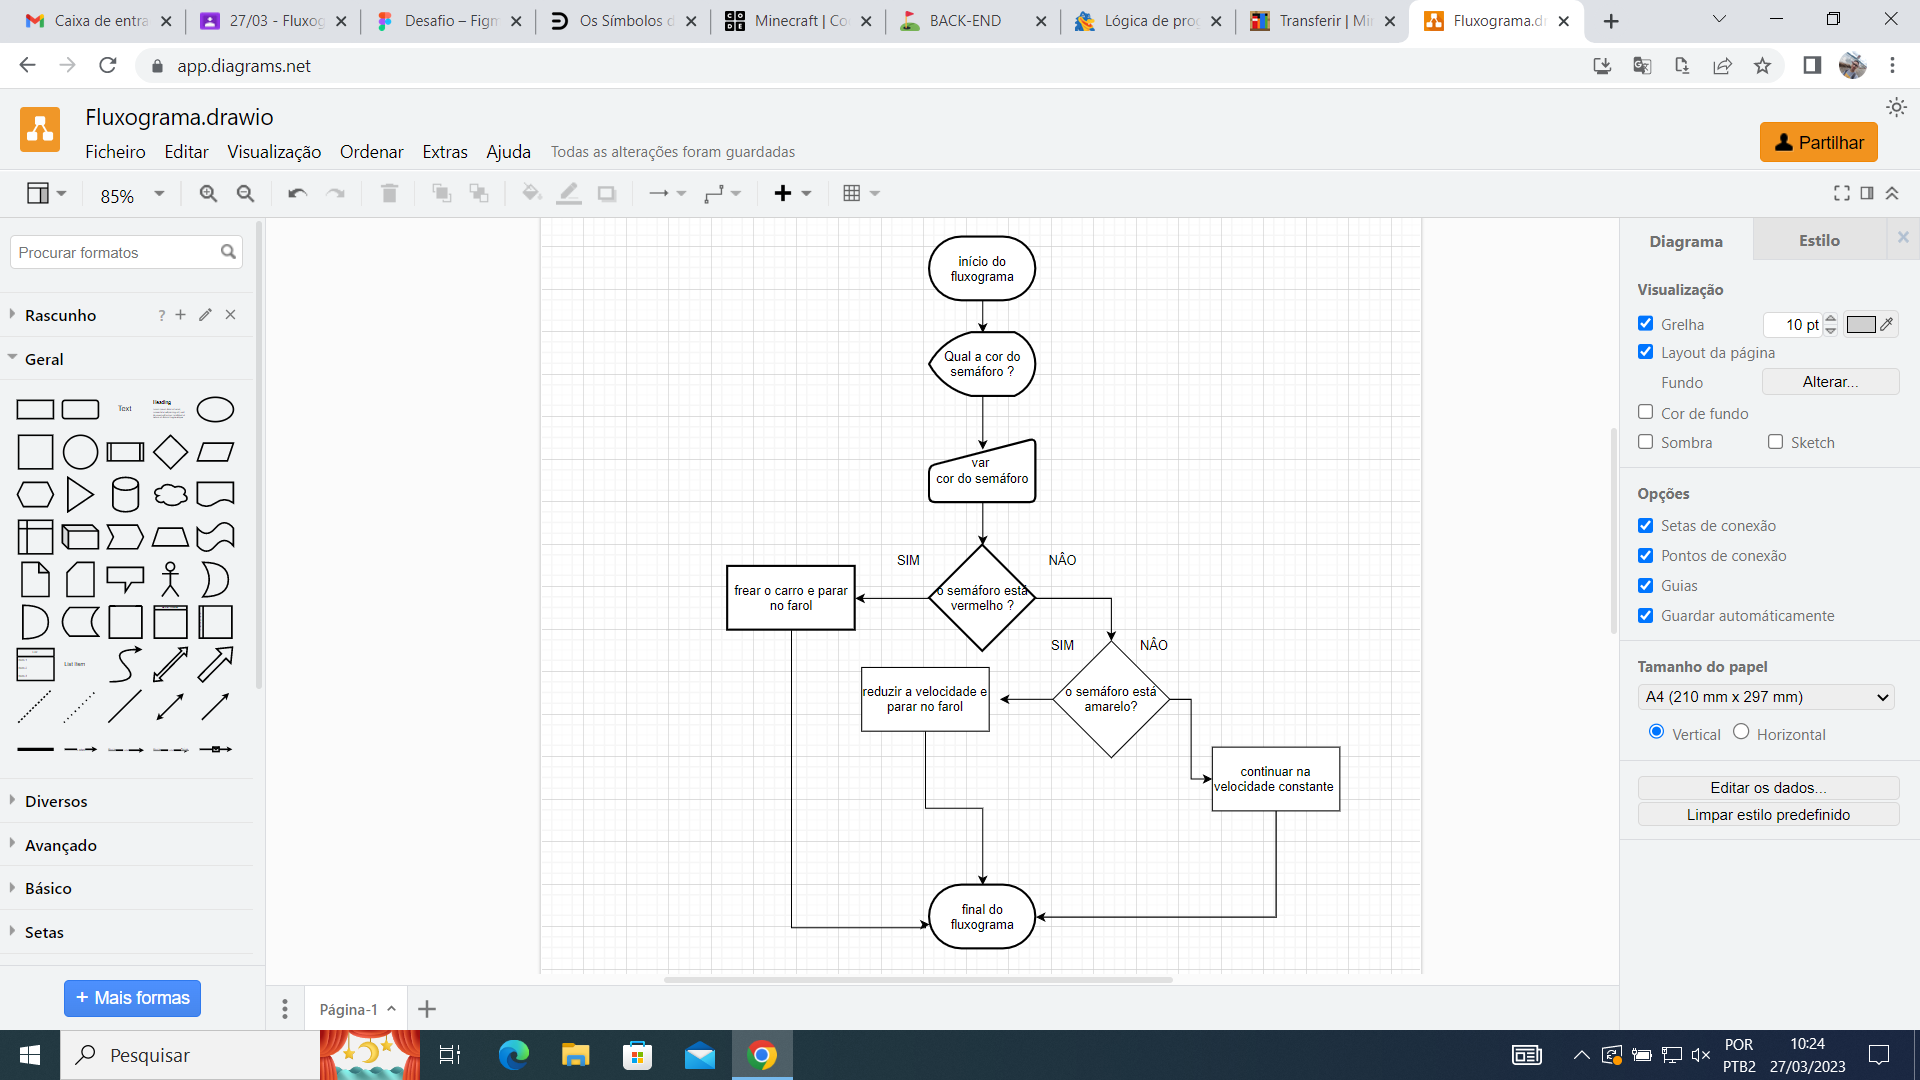 Caixa de entra
27/03 - Fluxog
Desafio – Figm
Os Símbolos d
Minecraft | Co
BACK-END
Lógica de prog
Transferir | Mi
Fluxograma.dr
app.diagrams.net
Fluxograma.drawio
Ficheiro
Editar
Visualização
Ordenar
Extras
Ajuda
Todas as alterações foram guardadas
Partilhar
85%
Procurar formatos
Rascunho
?
Geral
Text
Heading
List Item
Diversos
Avançado
Básico
Setas
+ Mais formas
início do
fluxograma
Qual a cor do
semáforo ?
var
cor do semáforo
SIM
NÂO
o semáforo está
vermelho ?
frear o carro e parar
no farol
SIM
NÂO
o semáforo está
amarelo?
reduzir a velocidade e
parar no farol
continuar na
velocidade constante
final do
fluxograma
Página-1
Diagrama
Estilo
Visualização
Grelha
10 pt
Layout da página
Fundo
Alterar...
Cor de fundo
Sombra
Sketch
Opções
Setas de conexão
Pontos de conexão
Guias
Guardar automáticamente
Tamanho do papel
A4 (210 mm x 297 mm)
Vertical
Horizontal
Editar os dados...
Limpar estilo predefinido
Pesquisar
POR
PTB2
10:24
27/03/2023